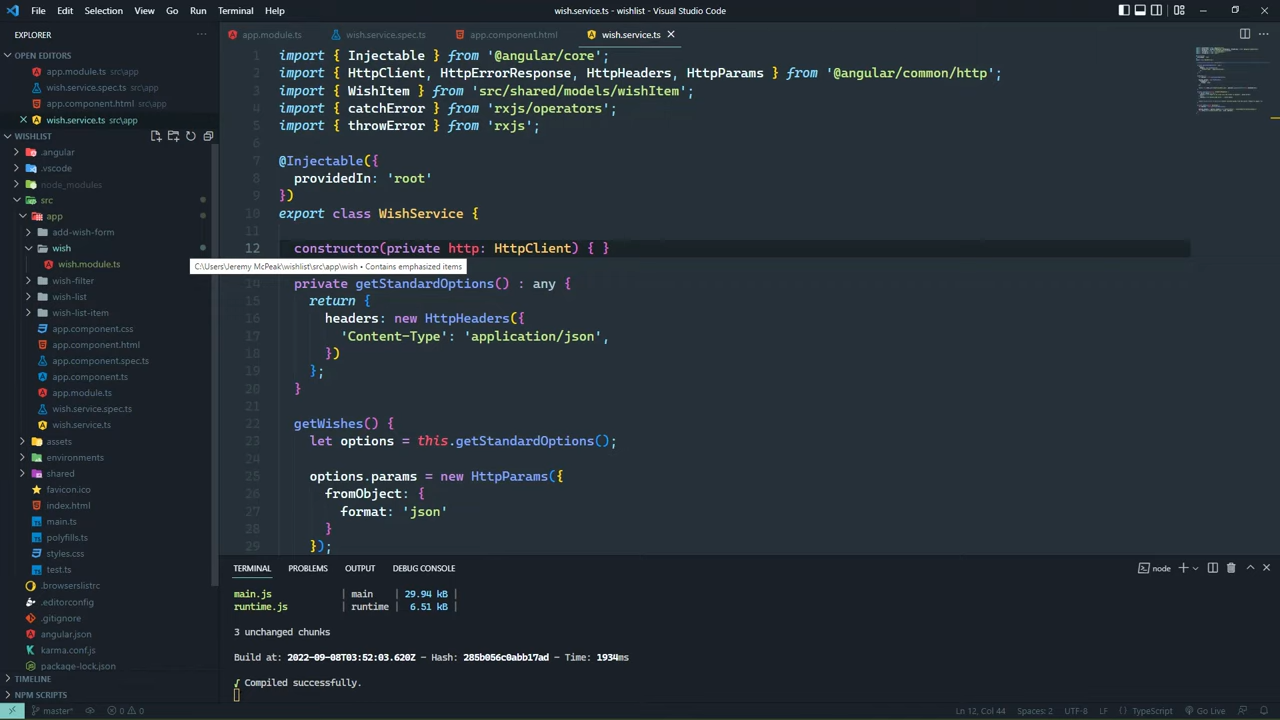 File Edit Selection View Go Run Terminal Help
wish.service.ts - wishlist - Visual Studio Code
EXPLORER
OPEN EDITORS
app.module.ts src\app
wish.service.spec.ts src\app
app.component.html src\app
wish.service.ts src\app
WISHLIST
.angular
.vscode
node_modules
src
app
add-wish-form
wish
wish.module.ts
wish-filter
wish-list
wish-list-item
app.component.css
app.component.html
app.component.spec.ts
app.component.ts
app.module.ts
wish.service.spec.ts
wish.service.ts
assets
environments
shared
favicon.ico
index.html
main.ts
polyfills.ts
styles.css
test.ts
.browserslistrc
.editorconfig
.gitignore
angular.json
karma.conf.js
package-lock.json
TIMELINE
NPM SCRIPTS
app.module.ts wish.service.spec.ts app.component.html wish.service.ts
1 import { Injectable } from '@angular/core';
2 import { HttpClient, HttpErrorResponse, HttpHeaders, HttpParams } from '@angular/common/http';
3 import { WishItem } from 'src/shared/models/wishItem';
4 import { catchError } from 'rxjs/operators';
5 import { throwError } from 'rxjs';
6
7 @Injectable({
8 providedIn: 'root'
9 })
10 export class WishService {
11
12 constructor(private http: HttpClient) { }
C:\Users\Jeremy McPeak\wishlist\src\app\wish • Contains emphasized items
14 private getStandardOptions() : any {
15 return {
16 headers: new HttpHeaders({
17 'Content-Type': 'application/json',
18 })
19 };
20 }
21
22 getWishes() {
23 let options = this.getStandardOptions();
24
25 options.params = new HttpParams({
26 fromObject: {
27 format: 'json'
28 }
29 });
TERMINAL PROBLEMS OUTPUT DEBUG CONSOLE
node
main.js | main | 29.94 kB |
runtime.js | runtime | 6.51 kB |
3 unchanged chunks
Build at: 2022-09-08T03:52:03.620Z - Hash: 285b056c0abb17ad - Time: 1934ms
√ Compiled successfully.
master* 0 0
Ln 12, Col 44 Spaces: 2 UTF-8 LF {} TypeScript Go Live